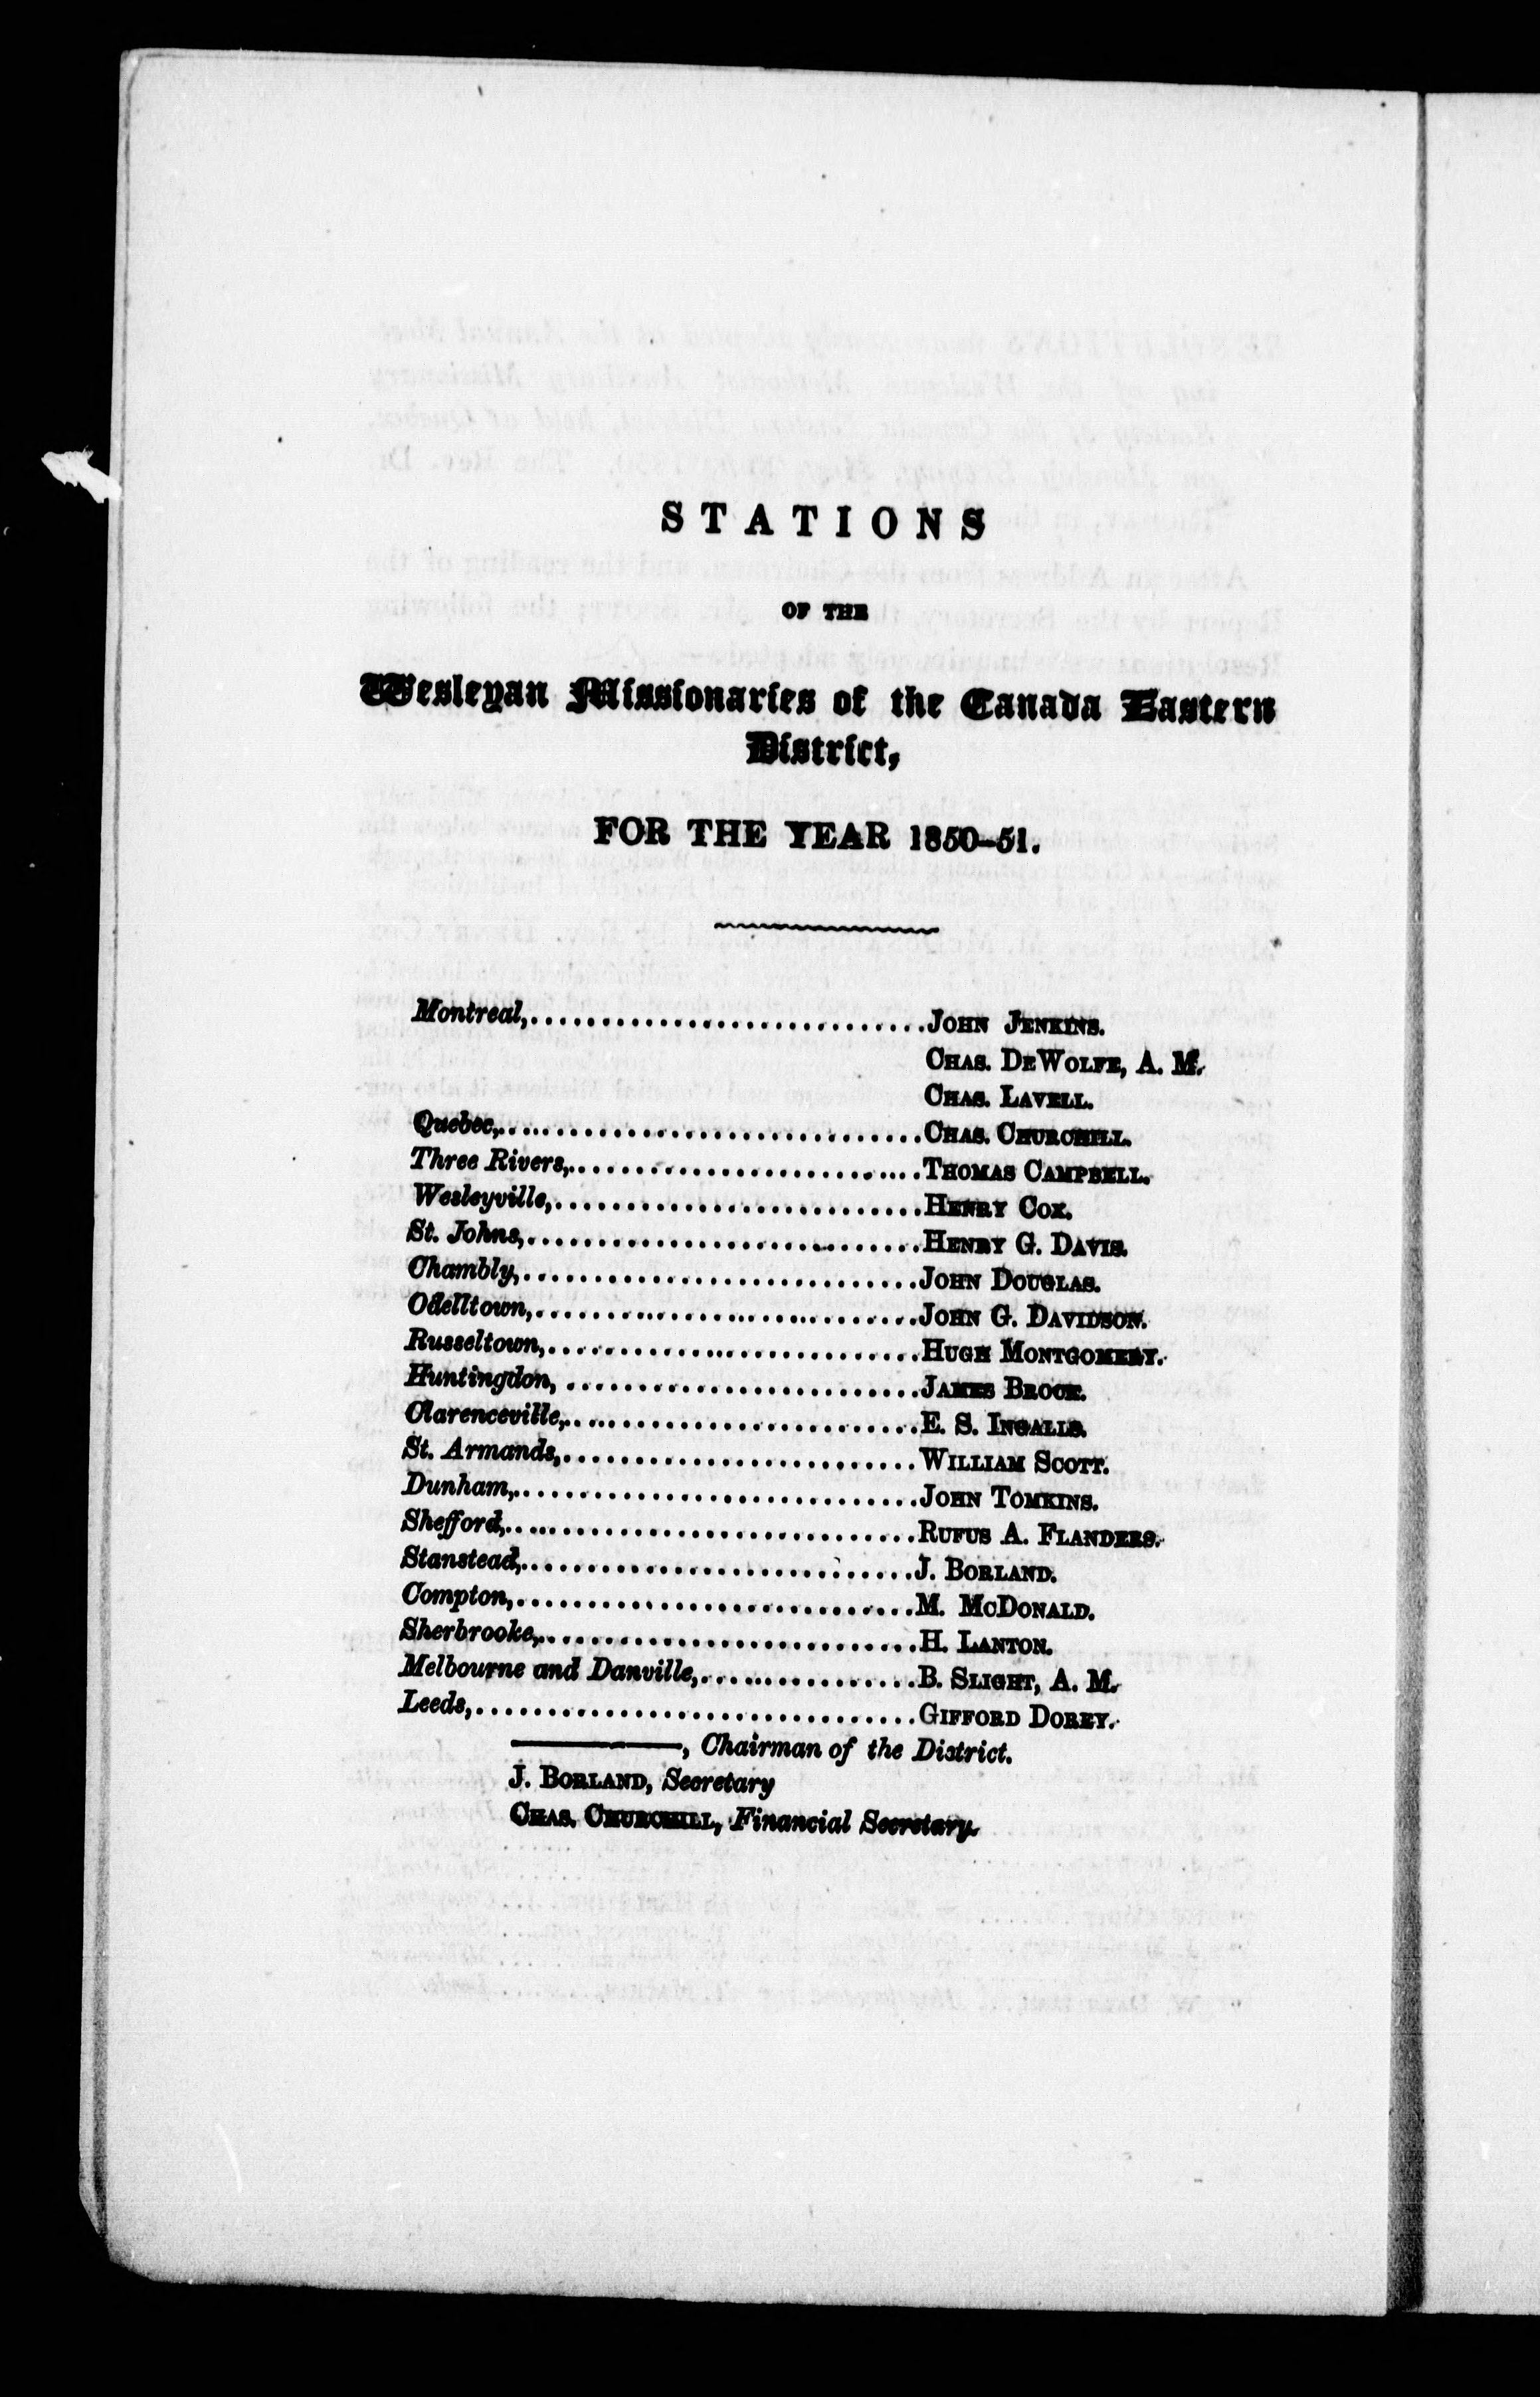 STATIONS
OF THE
Wesleyan Missionaries of the Canada Eastern
District,
FOR THE YEAR 1850–51.
Montreal,..............................JOHN JENKINS.
CHAS. DEWOLFE, A. M.
CHAS. LAVELL.
Quebec,..............................CHAS. CHURCHILL.
Three Rivers,..............................THOMAS CAMPBELL.
Wesleyville,..............................HENRY COX.
St. Johns,..............................HENRY G. DAVIS.
Chambly,..............................JOHN DOUGLAS.
Odelltown,..............................JOHN G. DAVIDSON.
Russeltown,..............................HUGH MONTGOMERY.
Huntingdon, ..............................JAMES BROCK.
Clarenceville,..............................E. S. INGALLS.
St. Armands,..............................WILLIAM SCOTT.
Dunham,..............................JOHN TOMKINS.
Shefford,..............................RUFUS A. FLANDERS.
Stanstead,..............................J. BORLAND.
Compton,..............................M. MCDONALD.
Sherbrooke,..............................H. LANTON.
Melbourne and Danville,..................B. SLIGHT, A. M.
Leeds,..............................GIFFORD DOREY.
————, Chairman of the District.
J. BORLAND, Secretary
CHAS. CHURCHILL, Financial Secretary.